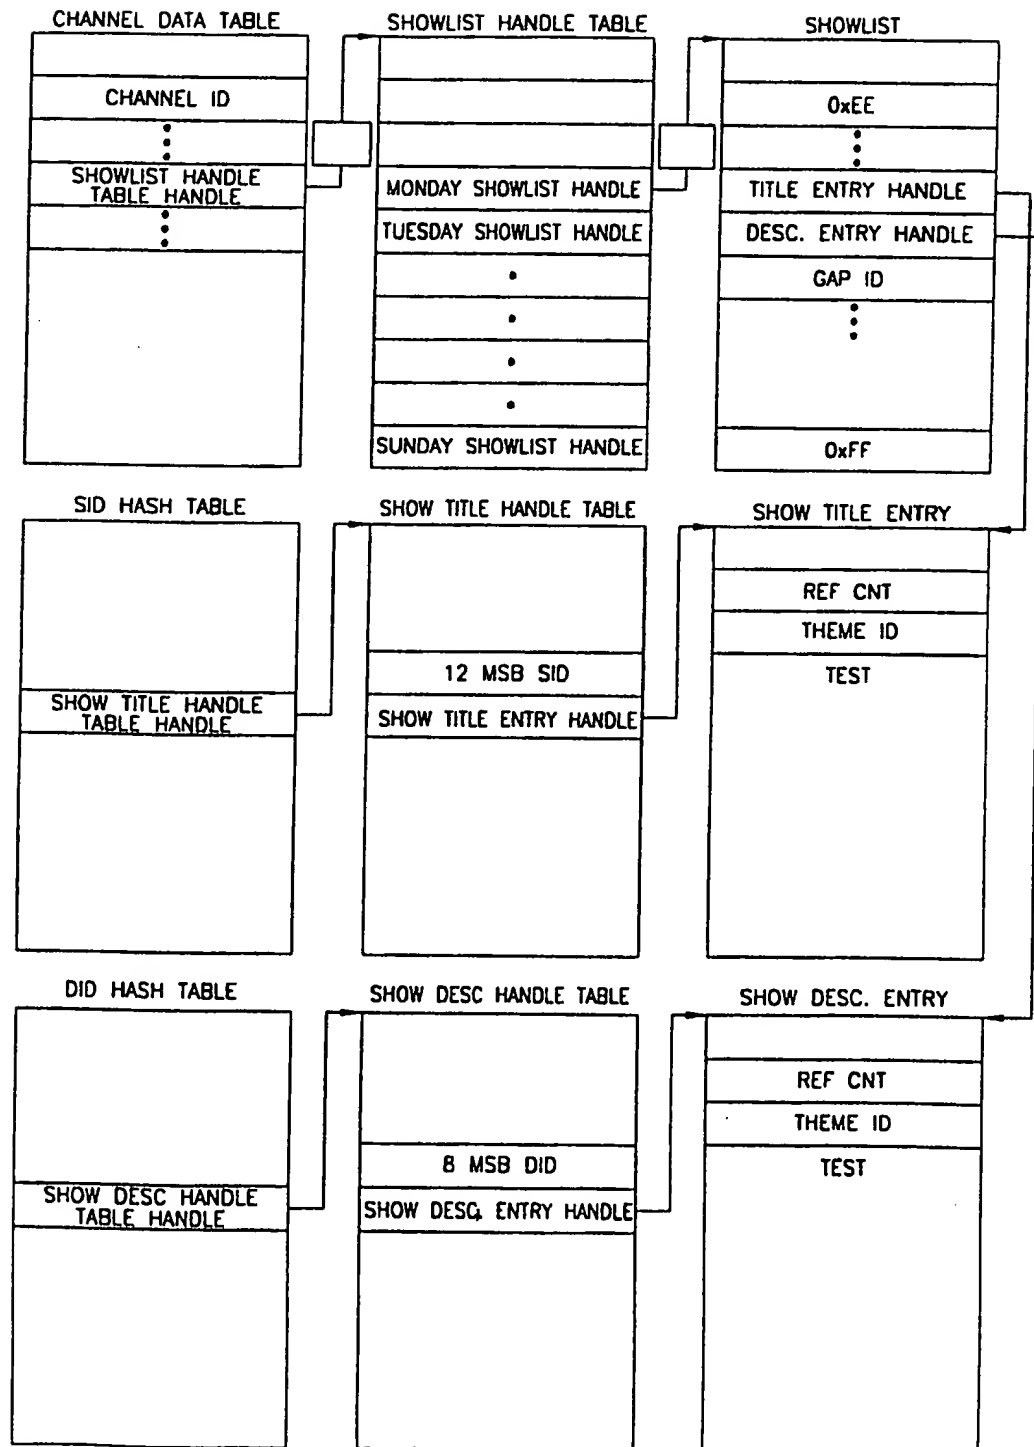 CHANNEL DATA TABLE
CHANNEL ID
SHOWLIST HANDLE
TABLE HANDLE
SHOWLIST HANDLE TABLE
MONDAY SHOWLIST HANDLE
TUESDAY SHOWLIST HANDLE
SUNDAY SHOWLIST HANDLE
SHOWLIST
0xEE
TITLE ENTRY HANDLE
DESC. ENTRY HANDLE
GAP ID
0xFF
SID HASH TABLE
SHOW TITLE HANDLE
TABLE HANDLE
SHOW TITLE HANDLE TABLE
12 MSB SID
SHOW TITLE ENTRY HANDLE
SHOW TITLE ENTRY
REF CNT
THEME ID
TEST
DID HASH TABLE
SHOW DESC HANDLE
TABLE HANDLE
SHOW DESC HANDLE TABLE
8 MSB DID
SHOW DESC. ENTRY HANDLE
SHOW DESC. ENTRY
REF CNT
THEME ID
TEST